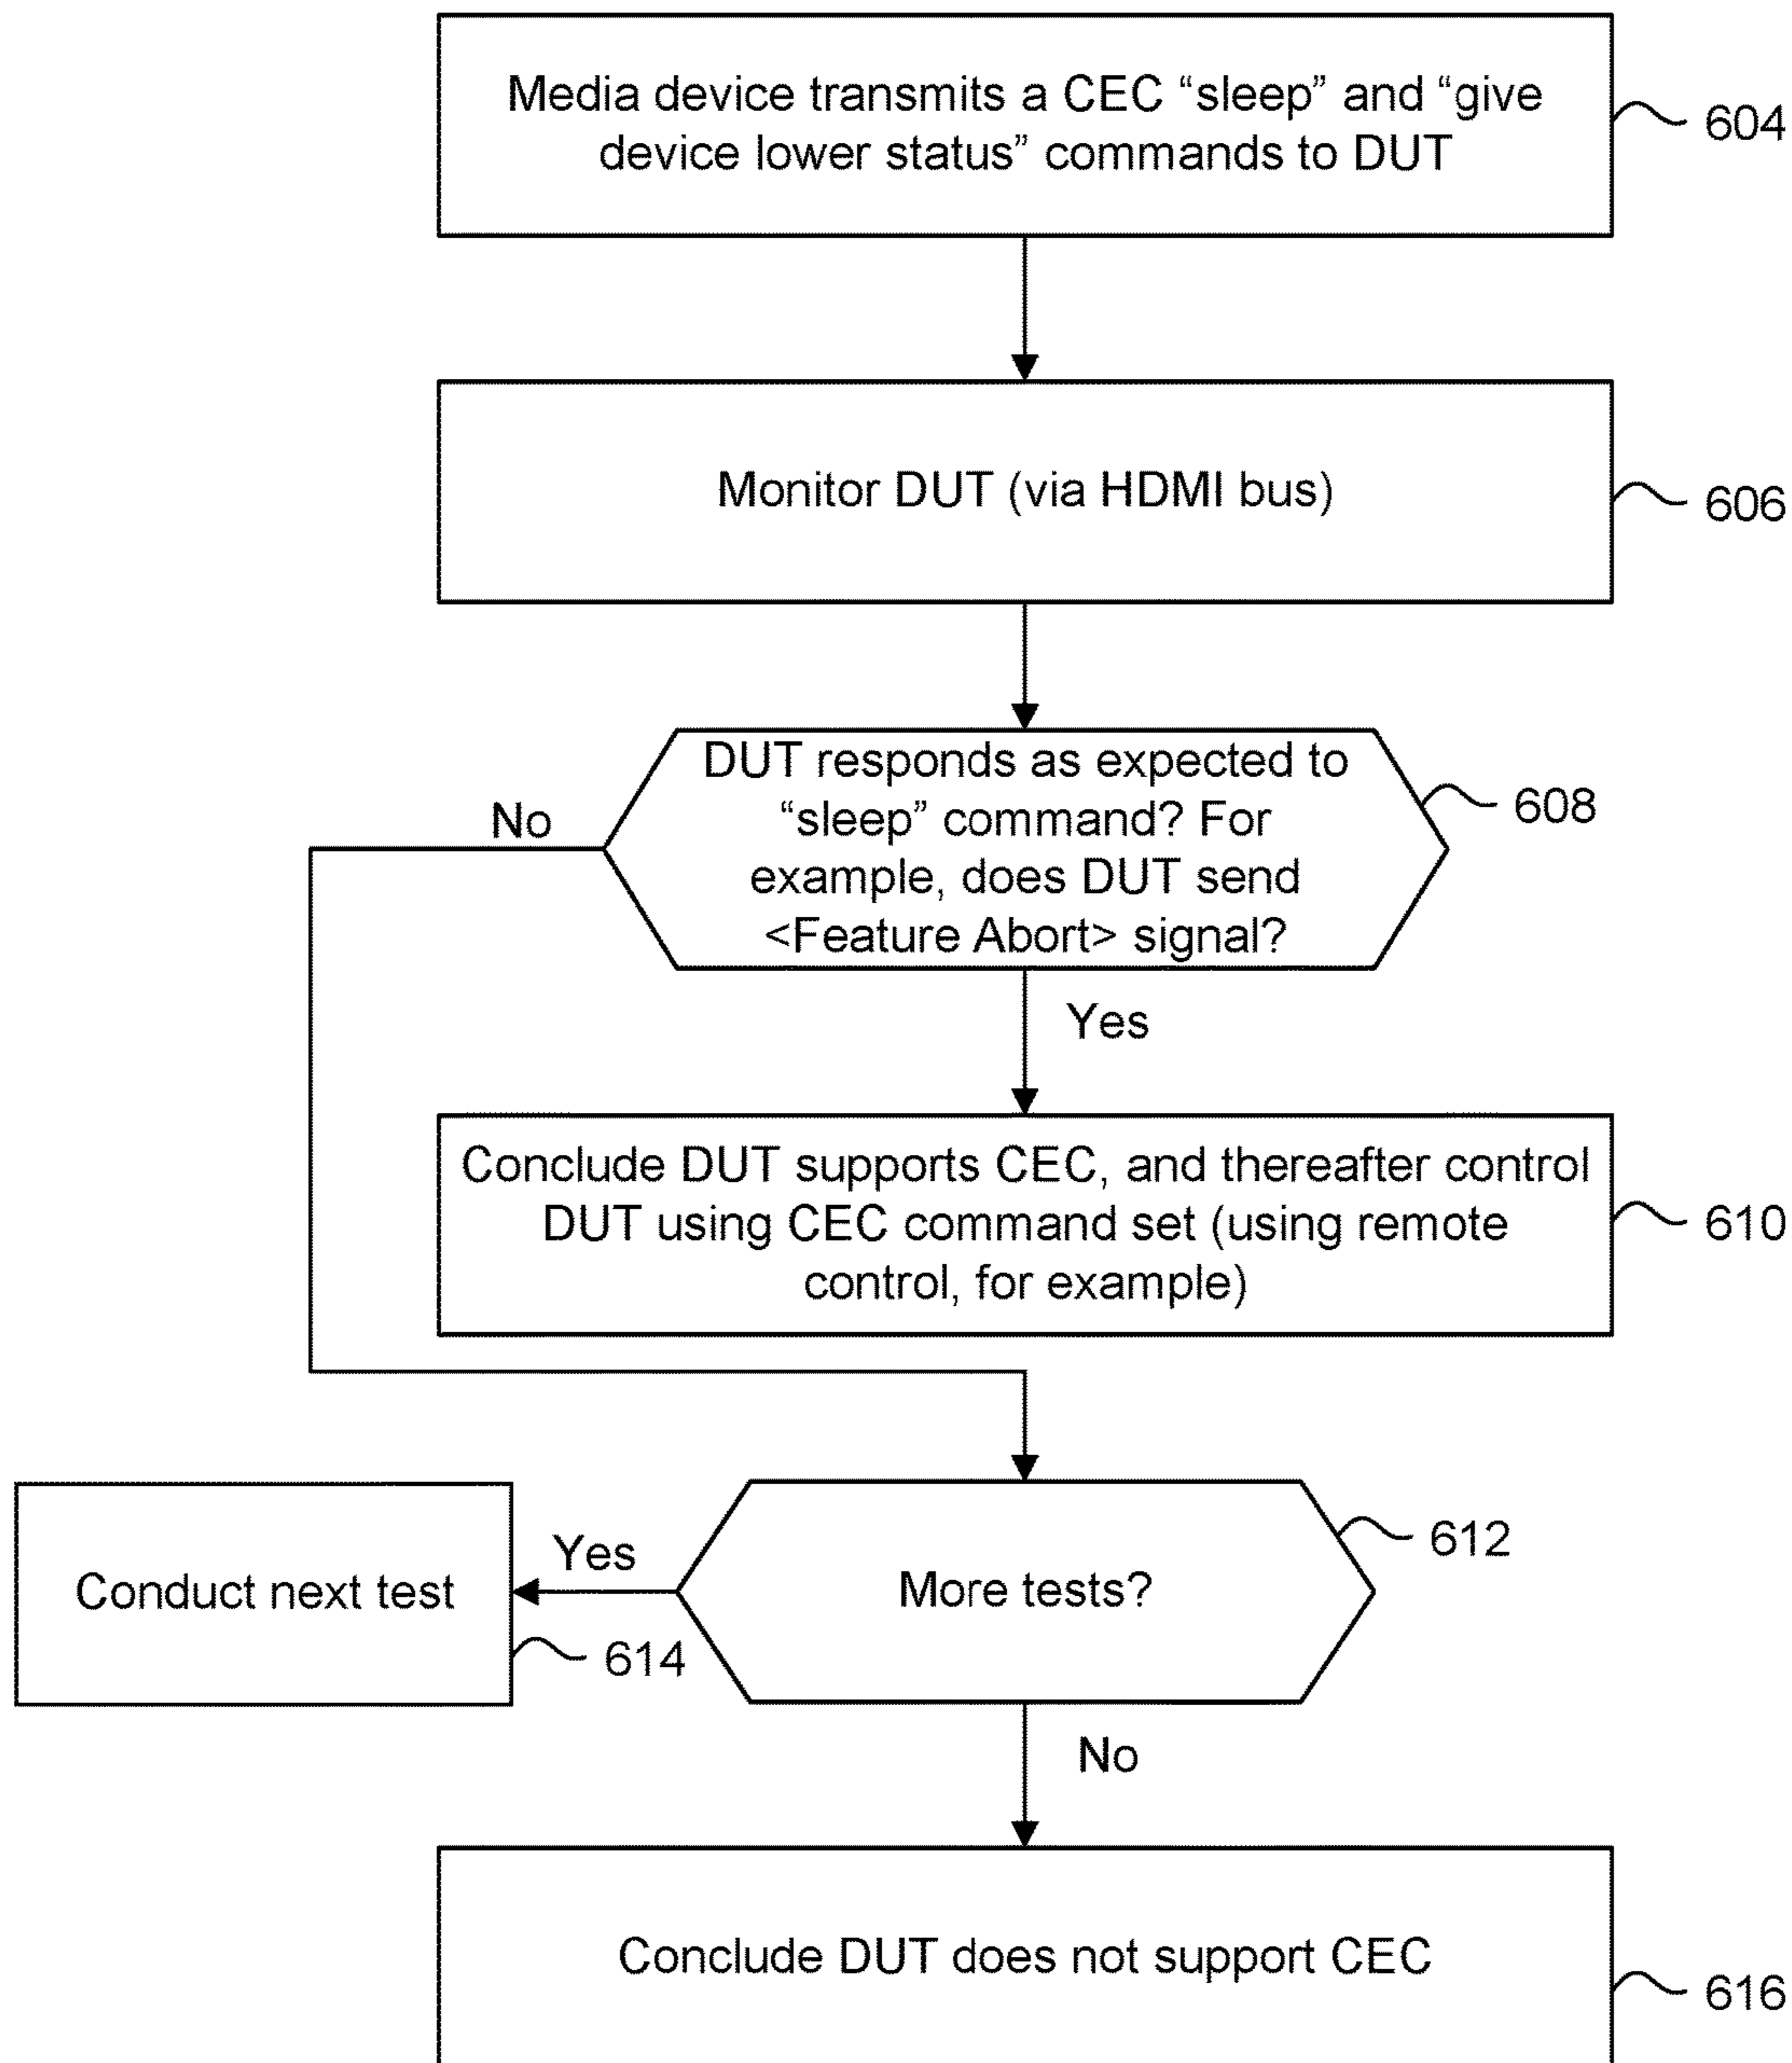 Media device transmits a CEC “sleep” and “give
device lower status” commands to DUT
604
Monitor DUT (via HDMI bus)
606
DUT responds as expected to
“sleep” command? For
example, does DUT send
<Feature Abort> signal?
608
No
Yes
Conclude DUT supports CEC, and thereafter control
DUT using CEC command set (using remote
control, for example)
610
More tests?
612
Yes
Conduct next test
614
No
Conclude DUT does not support CEC
616